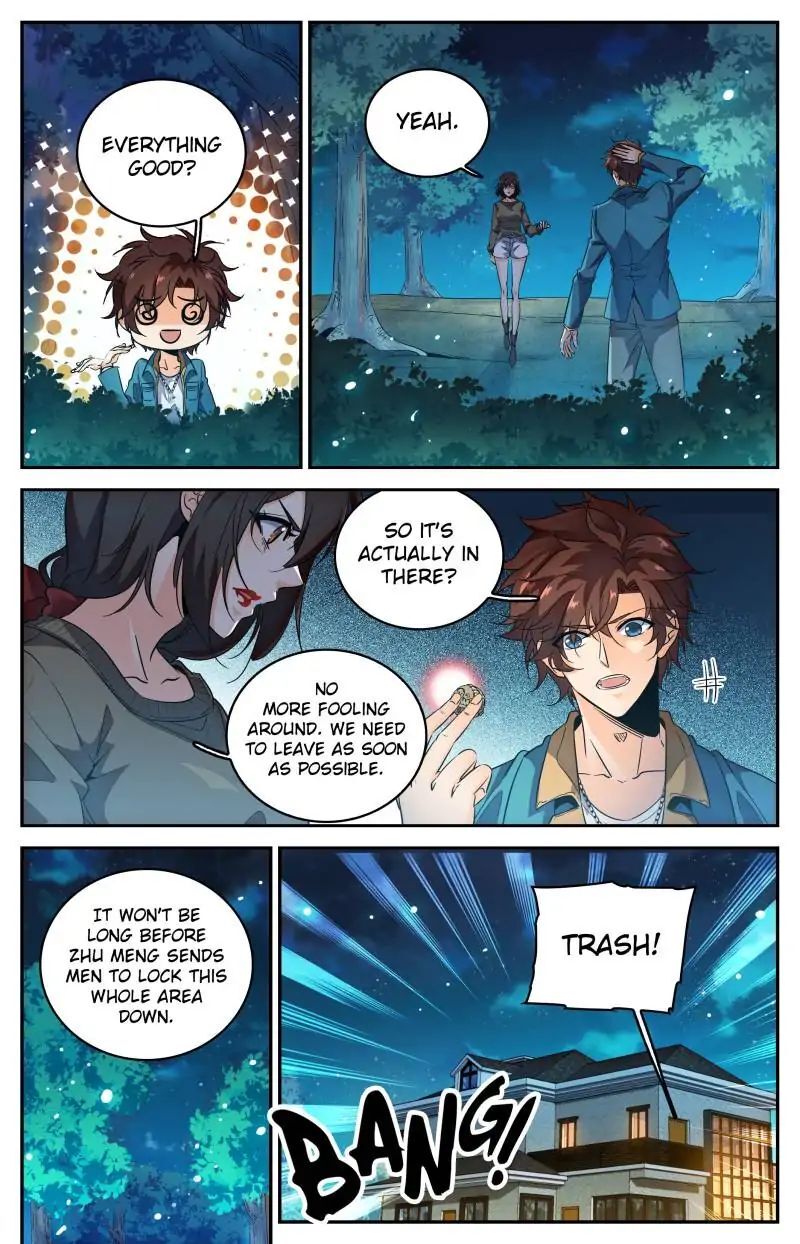 EVERYTHING
GOOD?
YEAH.
SO IT'S
ACTUALLY IN
THERE?
NO
MORE FOOLING
AROUND. WE NEED
TO LEAVE AS SOON
AS POSSIBLE.
IT WON'T BE
LONG BEFORE
ZHU MENG SENDS
MEN TO LOCK THIS
WHOLE AREA
DOWN.
TRASH!
BANG!